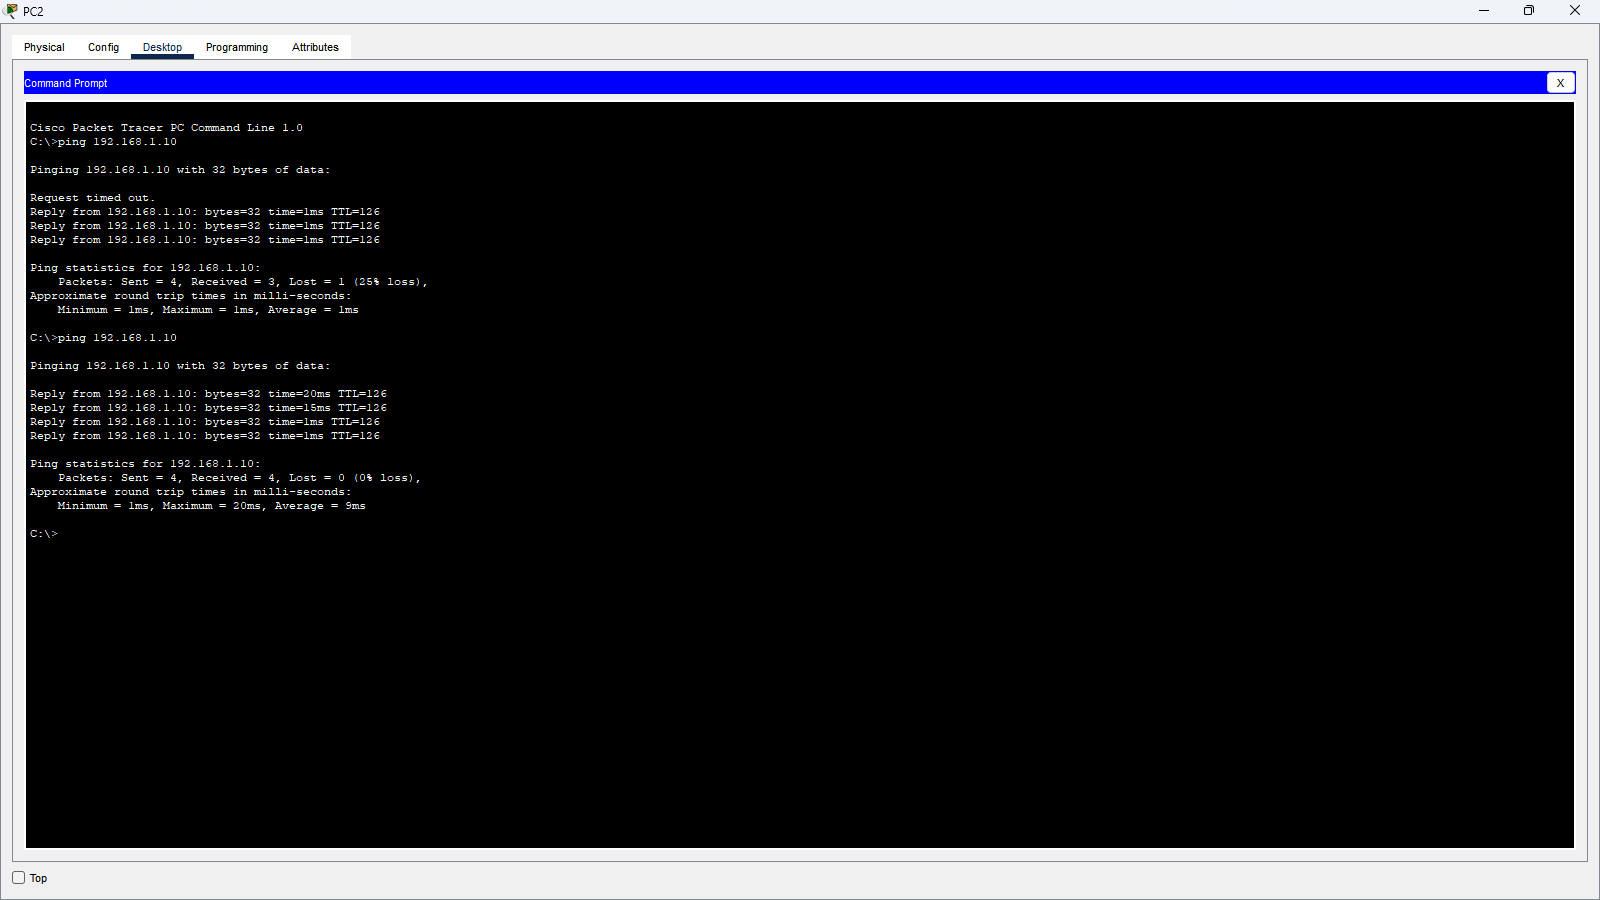 PC2
Physical Config Desktop Programming Attributes
Command Prompt X
Cisco Packet Tracer PC Command Line 1.0
C:\>ping 192.168.1.10
Pinging 192.168.1.10 with 32 bytes of data:
Request timed out.
Reply from 192.168.1.10: bytes=32 time=1ms TTL=126
Reply from 192.168.1.10: bytes=32 time=1ms TTL=126
Reply from 192.168.1.10: bytes=32 time=1ms TTL=126
Ping statistics for 192.168.1.10:
Packets: Sent = 4, Received = 3, Lost = 1 (25% loss),
Approximate round trip times in milli-seconds:
Minimum = 1ms, Maximum = 1ms, Average = 1ms
C:\>ping 192.168.1.10
Pinging 192.168.1.10 with 32 bytes of data:
Reply from 192.168.1.10: bytes=32 time=20ms TTL=126
Reply from 192.168.1.10: bytes=32 time=15ms TTL=126
Reply from 192.168.1.10: bytes=32 time=1ms TTL=126
Reply from 192.168.1.10: bytes=32 time=1ms TTL=126
Ping statistics for 192.168.1.10:
Packets: Sent = 4, Received = 4, Lost = 0 (0% loss),
Approximate round trip times in milli-seconds:
Minimum = 1ms, Maximum = 20ms, Average = 9ms
C:\>
Top